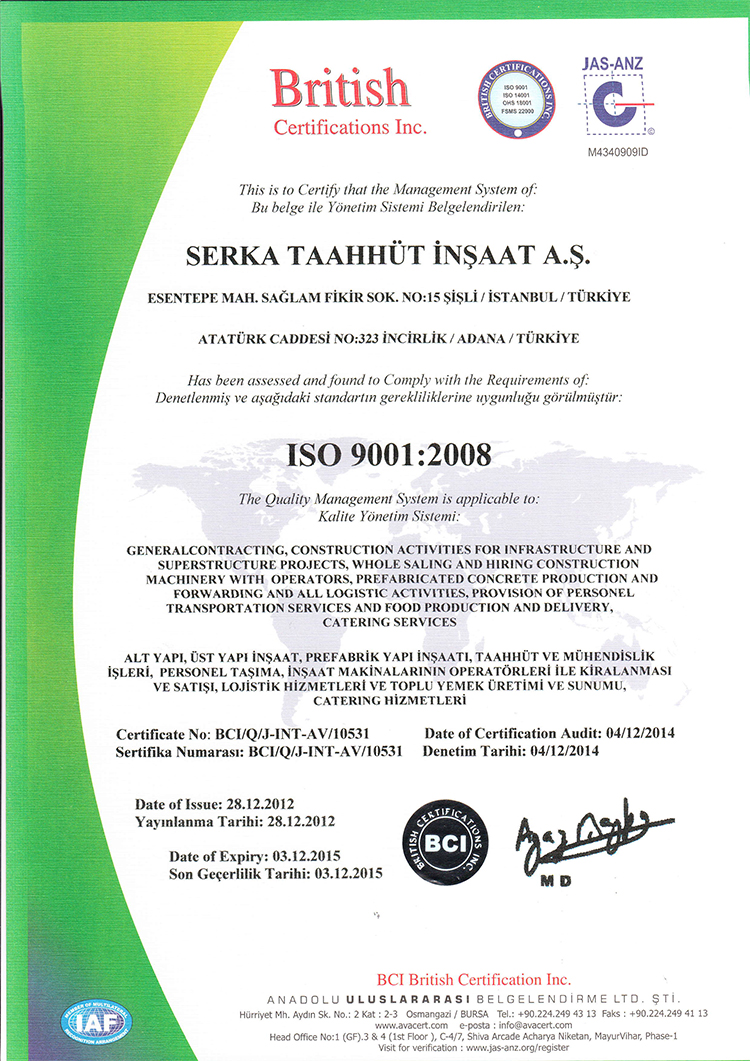 British
Certifications Inc.
BRITISH CERTIFICATIONS INC.
ISO 9001
ISO 14001
OHS 18001
FSMS 22000
JAS-ANZ
C
©
M4340909ID
This is to Certify that the Management System of:
Bu belge ile Yönetim Sistemi Belgelendirilen:
SERKA TAAHHÜT İNŞAAT A.Ş.
ESENTEPE MAH. SAĞLAM FİKİR SOK. NO:15 ŞİŞLİ / İSTANBUL / TÜRKİYE
ATATÜRK CADDESİ NO:323 İNCİRLİK / ADANA / TÜRKİYE
Has been assessed and found to Comply with the Requirements of:
Denetlenmiş ve aşağıdaki standartın gerekliliklerine uygunluğu görülmüştür:
ISO 9001:2008
The Quality Management System is applicable to:
Kalite Yönetim Sistemi:
GENERALCONTRACTING, CONSTRUCTION ACTIVITIES FOR INFRASTRUCTURE AND
SUPERSTRUCTURE PROJECTS, WHOLE SALING AND HIRING CONSTRUCTION
MACHINERY WITH OPERATORS, PREFABRICATED CONCRETE PRODUCTION AND
FORWARDING AND ALL LOGISTIC ACTIVITIES, PROVISION OF PERSONEL
TRANSPORTATION SERVICES AND FOOD PRODUCTION AND DELIVERY,
CATERING SERVICES
ALT YAPI, ÜST YAPI İNŞAAT, PREFABRİK YAPI İNŞAATI, TAAHHÜT VE MÜHENDİSLİK
İŞLERİ, PERSONEL TAŞIMA, İNŞAAT MAKİNALARININ OPERATÖRLERİ İLE KİRALANMASI
VE SATIŞI, LOJİSTİK HİZMETLERİ VE TOPLU YEMEK ÜRETİMİ VE SUNUMU,
CATERING HİZMETLERİ
Certificate No: BCI/Q/J-INT-AV/10531 Date of Certification Audit: 04/12/2014
Sertifika Numarası: BCI/Q/J-INT-AV/10531 Denetim Tarihi: 04/12/2014
Date of Issue: 28.12.2012
Yayınlanma Tarihi: 28.12.2012
Date of Expiry: 03.12.2015
Son Geçerlilik Tarihi: 03.12.2015
BRITISH CERTIFICATIONS INC.
BCI
M D
BCI British Certification Inc.
ANADOLU ULUSLARARASI BELGELENDİRME LTD. ŞTİ.
Hürriyet Mh. Aydın Sk. No.: 2 Kat : 2-3 Osmangazi / BURSA Tel.: +90.224.249 43 13 Faks : +90.224.249 41 13
www.avacert.com e-posta : info@avacert.com
Head Office No:1 (GF).3 & 4 (1st Floor ), C-4/7, Shiva Arcade Acharya Niketan, MayurVihar, Phase-1
Visit for verification : www.jas-anz.org/register
MEMBER OF MULTILATERAL
IAF
RECOGNITION ARRANGEMENT